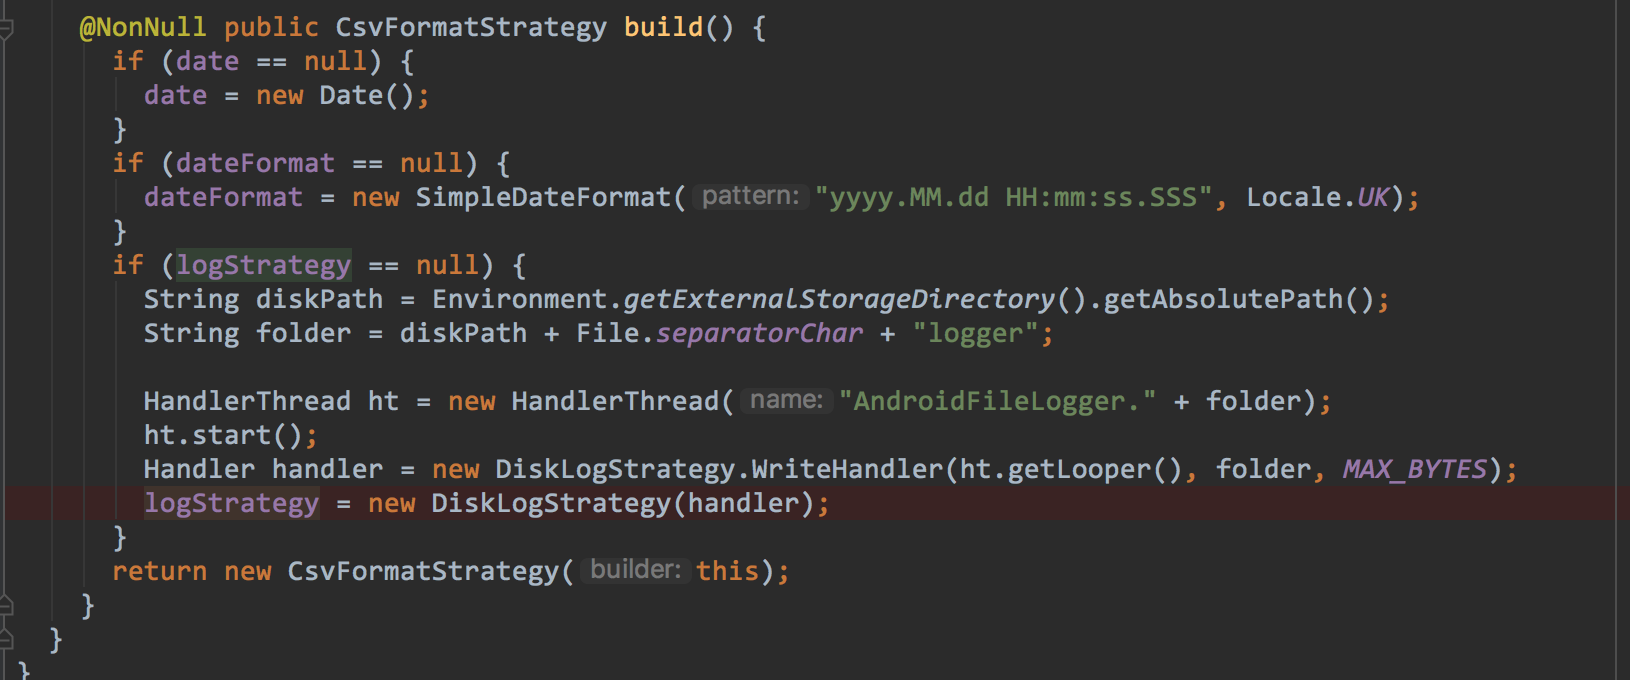 @NonNull public CsvFormatStrategy build() {
if (date == null) {
date = new Date();
}
if (dateFormat == null) {
dateFormat = new SimpleDateFormat( pattern: "yyyy.MM.dd HH:mm:ss.SSS", Locale.UK);
}
if (logStrategy == null) {
String diskPath = Environment.getExternalStorageDirectory().getAbsolutePath();
String folder = diskPath + File.separatorChar + "logger";
HandlerThread ht = new HandlerThread( name: "AndroidFileLogger." + folder);
ht.start();
Handler handler = new DiskLogStrategy.WriteHandler(ht.getLooper(), folder, MAX_BYTES);
logStrategy = new DiskLogStrategy(handler);
}
return new CsvFormatStrategy( builder: this);
}
}
}